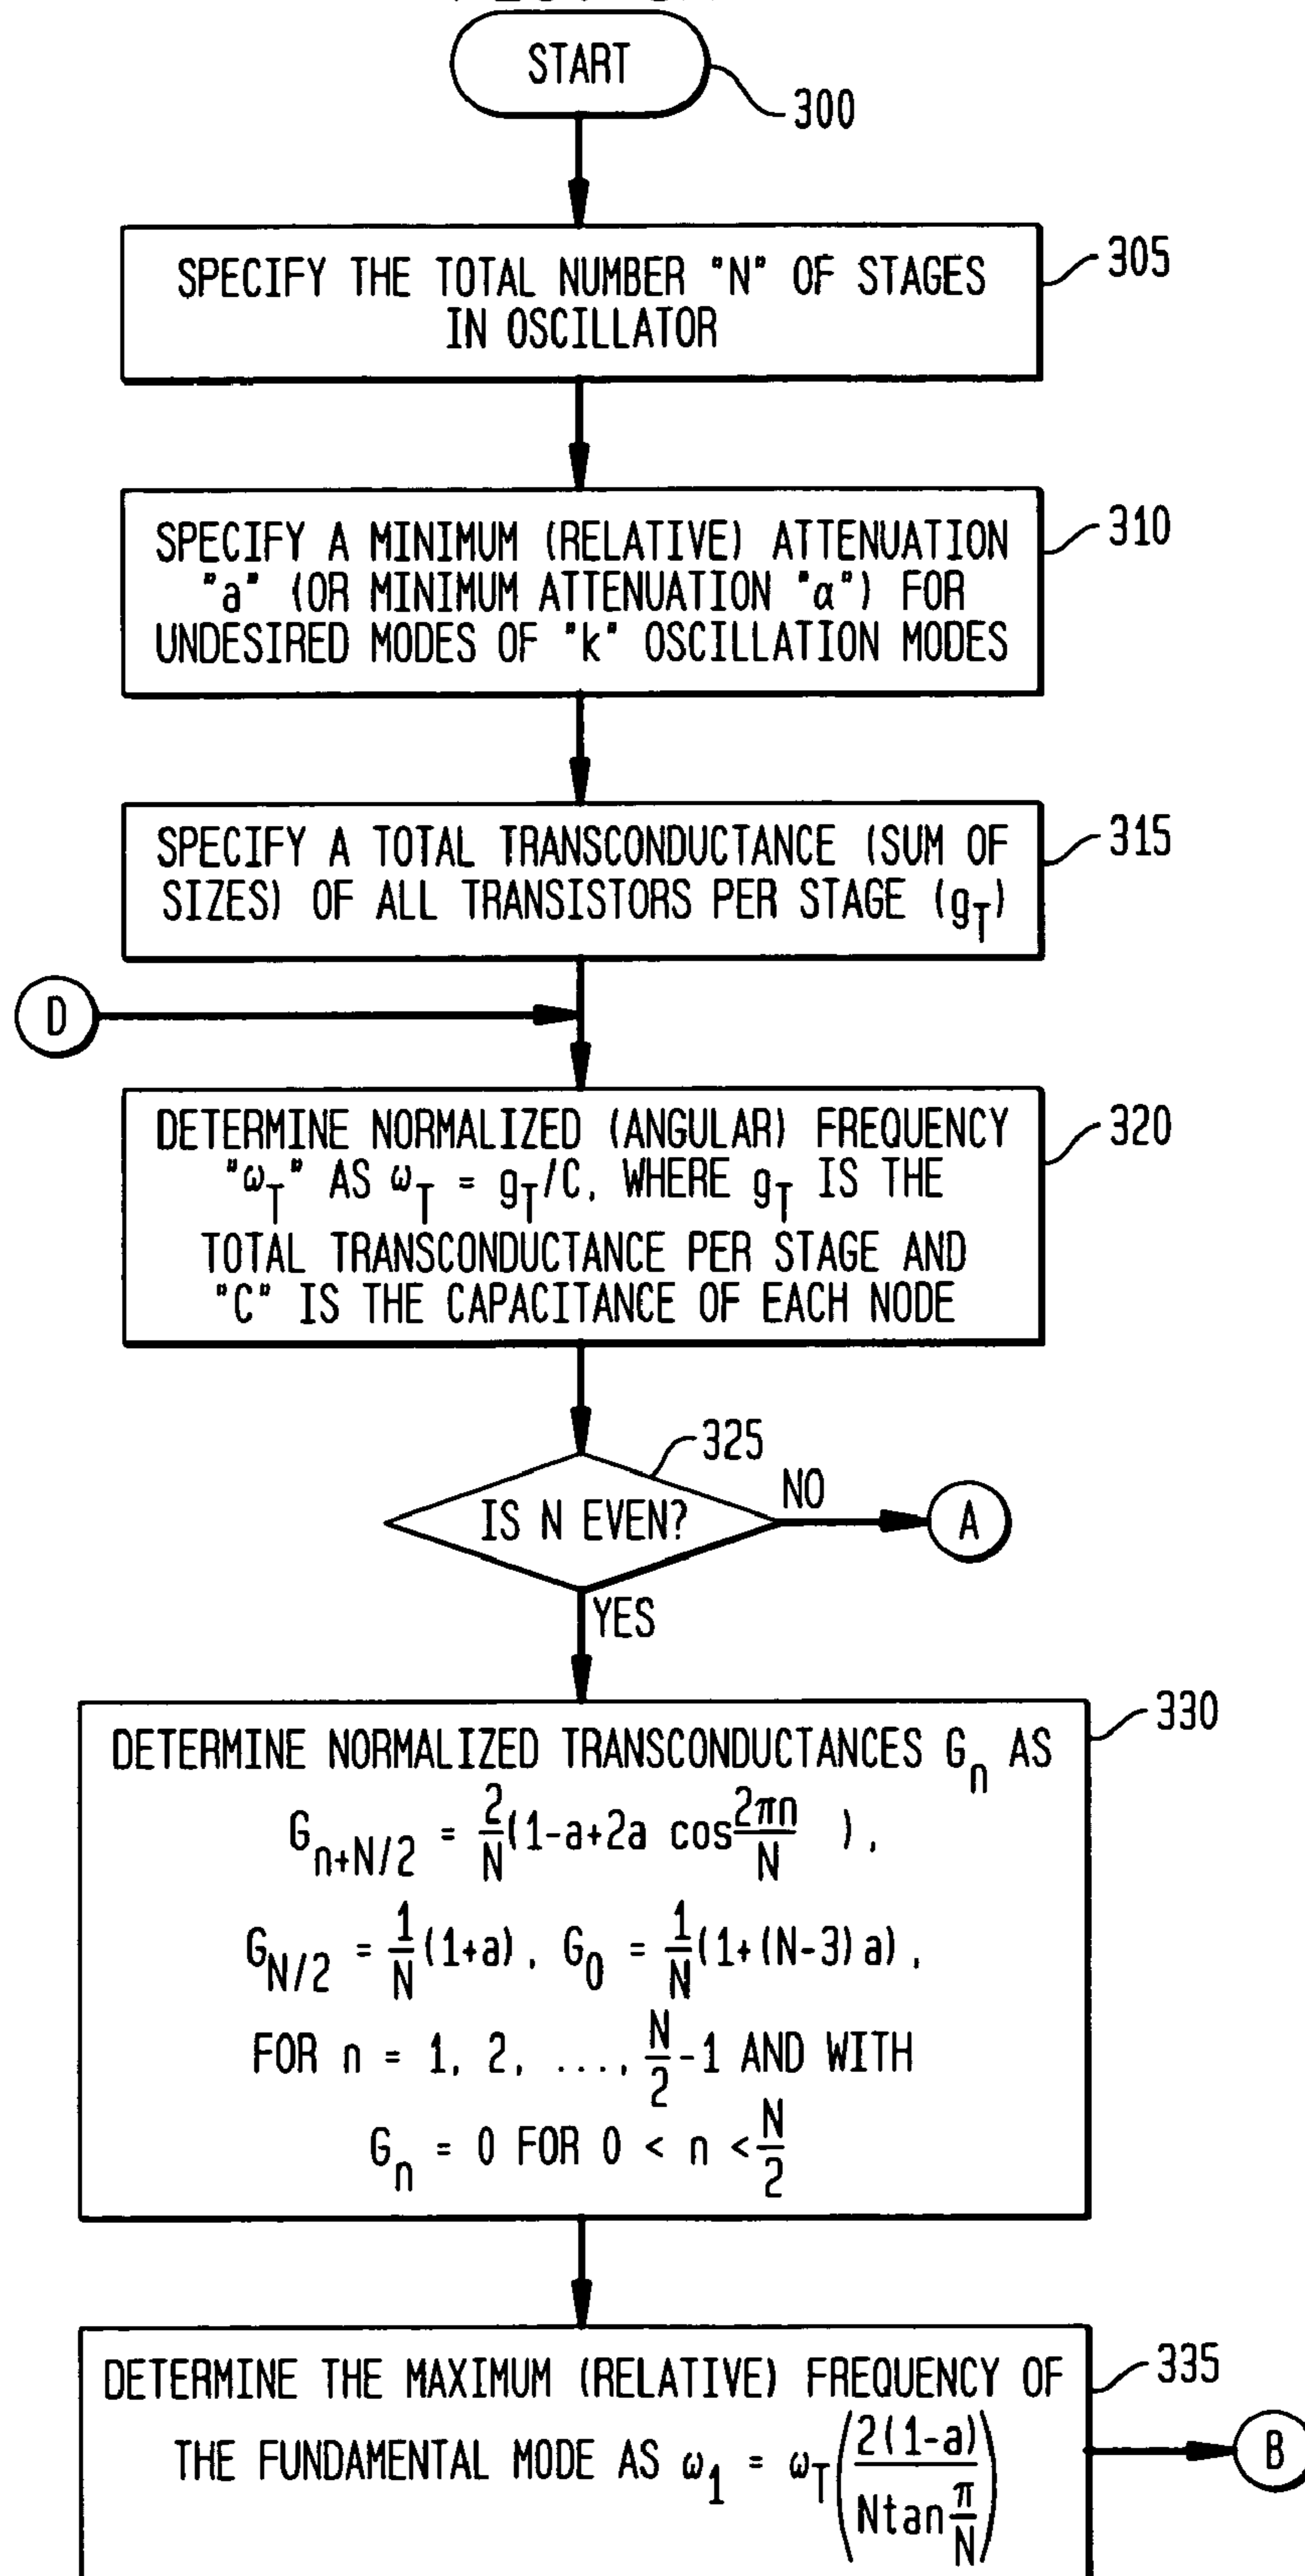 START
300
SPECIFY THE TOTAL NUMBER "N" OF STAGES
IN OSCILLATOR
305
SPECIFY A MINIMUM (RELATIVE) ATTENUATION
"a" (OR MINIMUM ATTENUATION "α") FOR
UNDESIRED MODES OF "k" OSCILLATION MODES
310
SPECIFY A TOTAL TRANSCONDUCTANCE (SUM OF
SIZES) OF ALL TRANSISTORS PER STAGE (g_T)
315
D
DETERMINE NORMALIZED (ANGULAR) FREQUENCY
"ω_T" AS ω_T = g_T/C, WHERE g_T IS THE
TOTAL TRANSCONDUCTANCE PER STAGE AND
"C" IS THE CAPACITANCE OF EACH NODE
320
325
IS N EVEN?
NO
A
YES
330
DETERMINE NORMALIZED TRANSCONDUCTANCES G_n AS
G_{n+N/2} = 2/N (1-a+2a cos 2πn/N ),
G_{N/2} = 1/N (1+a), G_0 = 1/N (1+(N-3)a),
FOR n = 1, 2, ..., N/2 -1 AND WITH
G_n = 0 FOR 0 < n < N/2
335
DETERMINE THE MAXIMUM (RELATIVE) FREQUENCY OF
THE FUNDAMENTAL MODE AS ω_1 = ω_T (2(1-a) / N tan π/N)
B